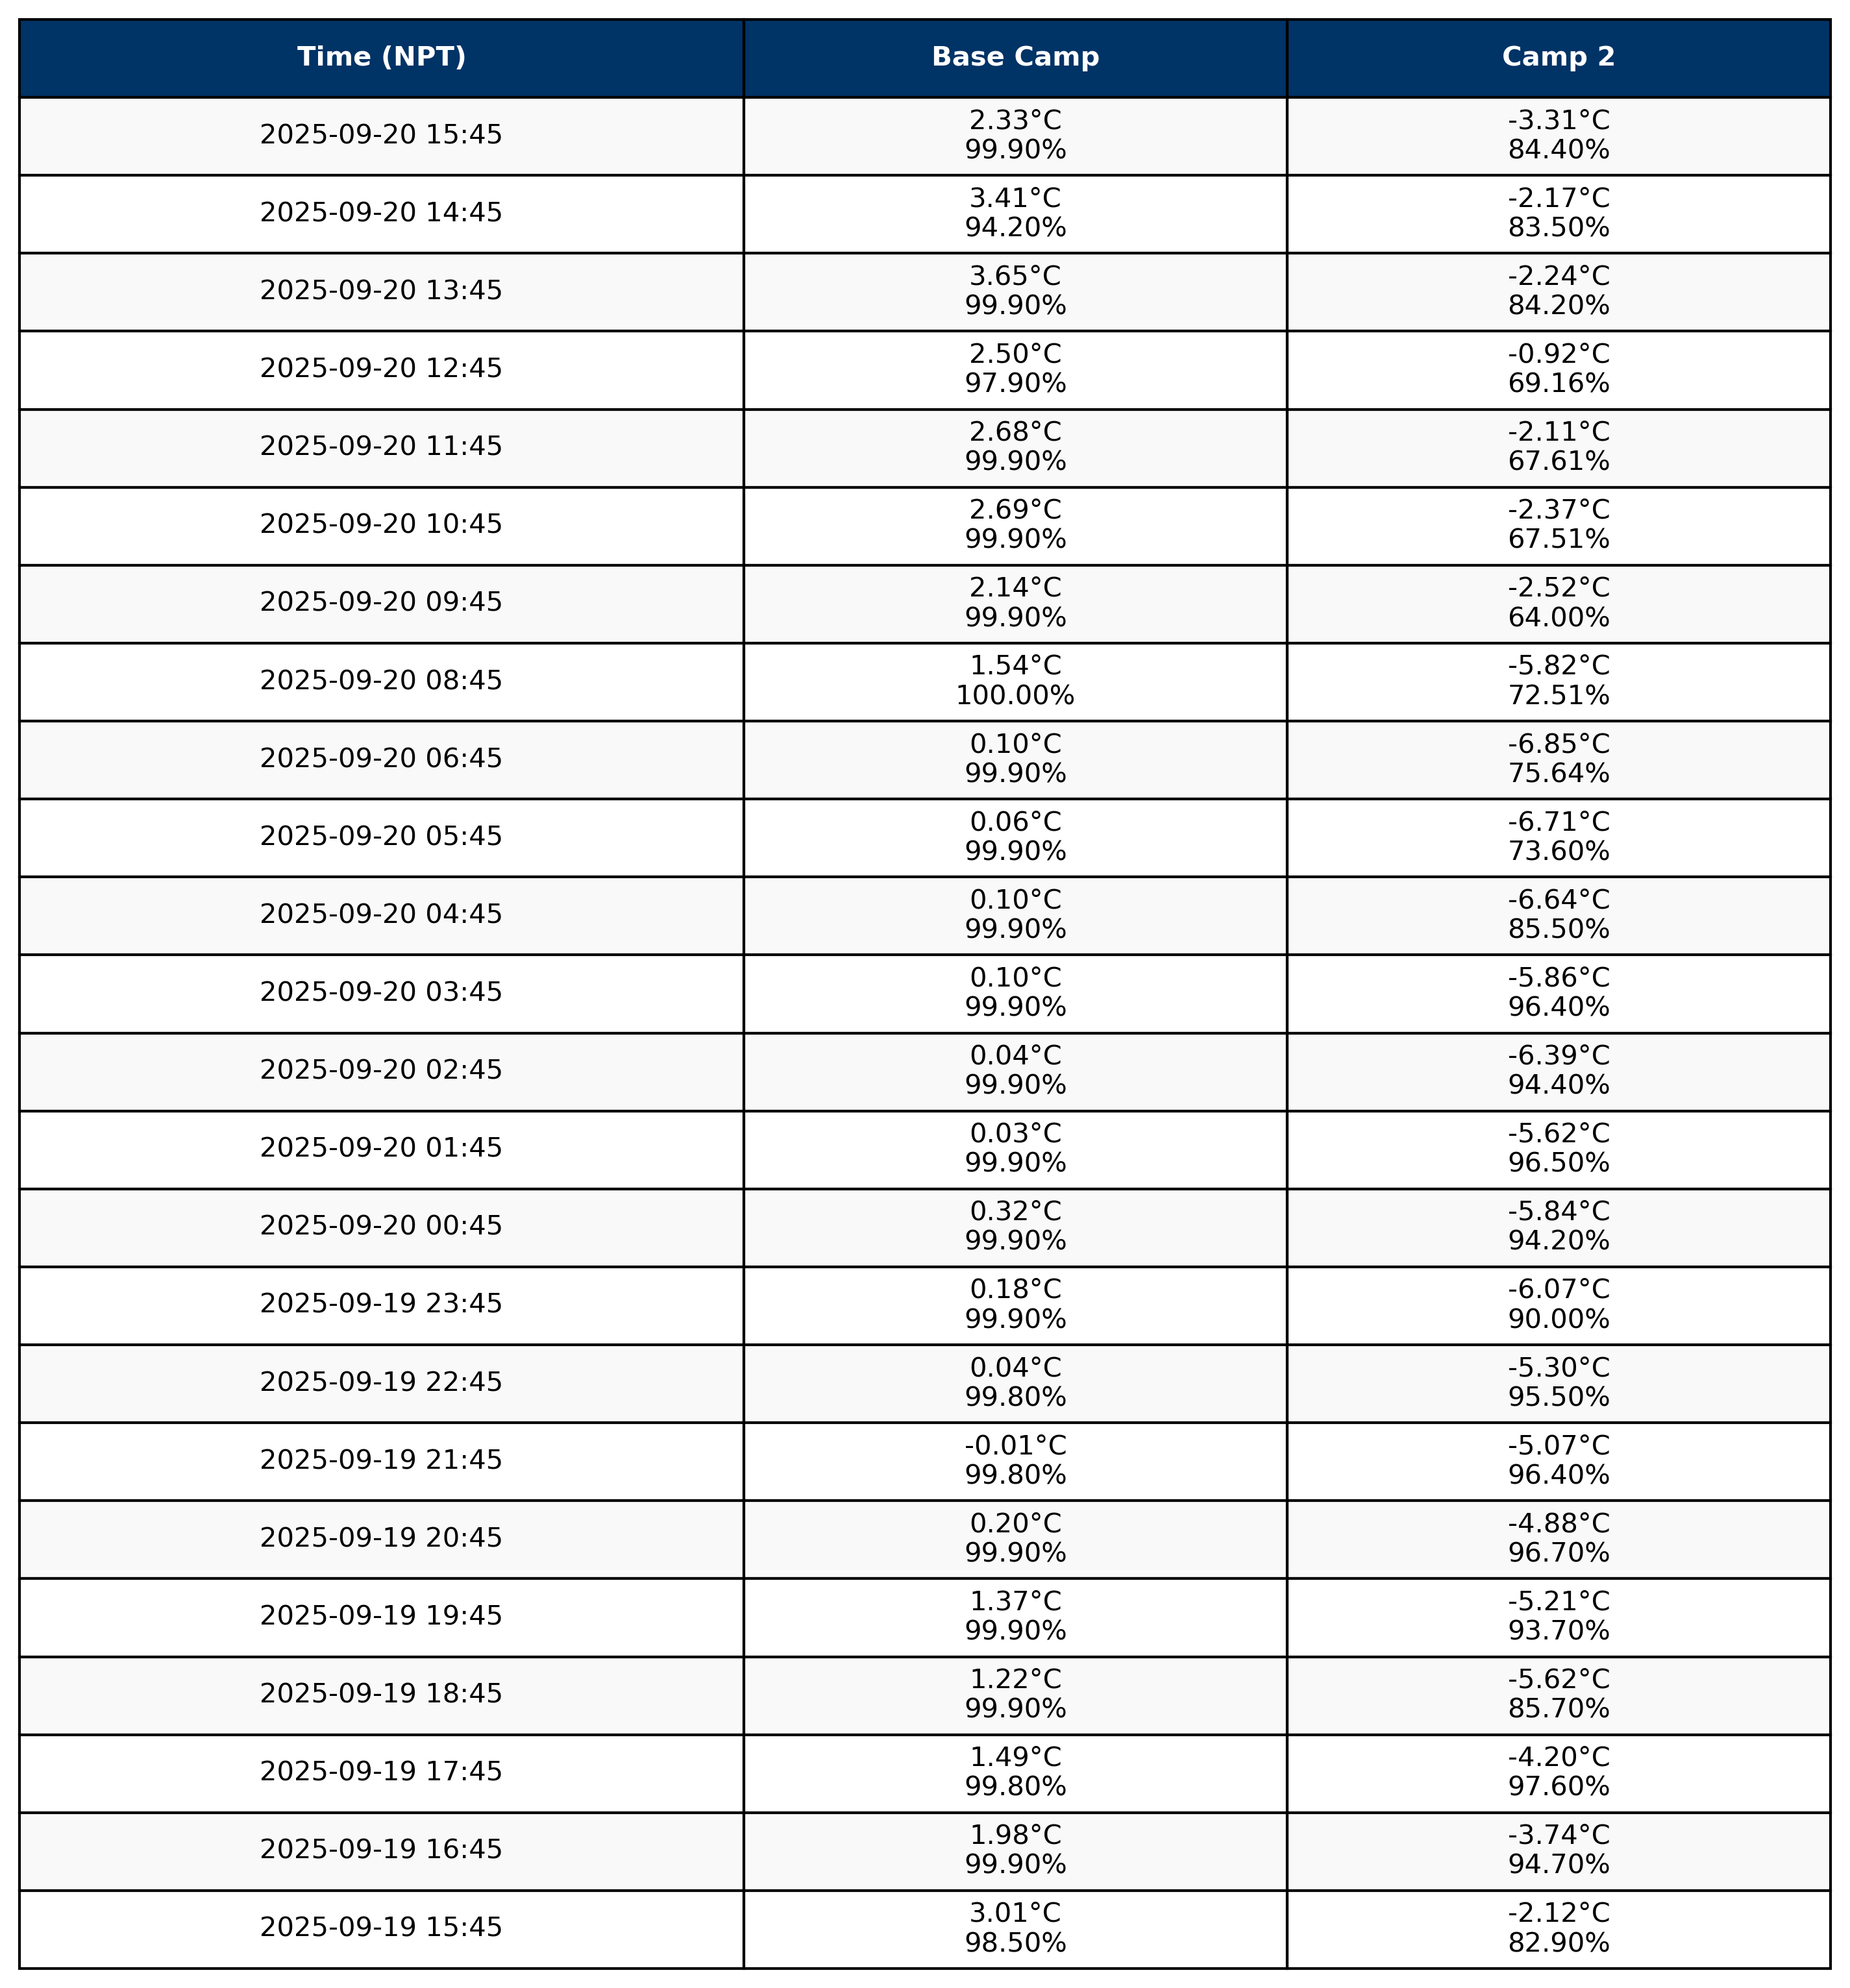 Time (NPT) Base Camp Camp 2
2025-09-20 15:45 2.33°C 99.90% -3.31°C 84.40%
2025-09-20 14:45 3.41°C 94.20% -2.17°C 83.50%
2025-09-20 13:45 3.65°C 99.90% -2.24°C 84.20%
2025-09-20 12:45 2.50°C 97.90% -0.92°C 69.16%
2025-09-20 11:45 2.68°C 99.90% -2.11°C 67.61%
2025-09-20 10:45 2.69°C 99.90% -2.37°C 67.51%
2025-09-20 09:45 2.14°C 99.90% -2.52°C 64.00%
2025-09-20 08:45 1.54°C 100.00% -5.82°C 72.51%
2025-09-20 06:45 0.10°C 99.90% -6.85°C 75.64%
2025-09-20 05:45 0.06°C 99.90% -6.71°C 73.60%
2025-09-20 04:45 0.10°C 99.90% -6.64°C 85.50%
2025-09-20 03:45 0.10°C 99.90% -5.86°C 96.40%
2025-09-20 02:45 0.04°C 99.90% -6.39°C 94.40%
2025-09-20 01:45 0.03°C 99.90% -5.62°C 96.50%
2025-09-20 00:45 0.32°C 99.90% -5.84°C 94.20%
2025-09-19 23:45 0.18°C 99.90% -6.07°C 90.00%
2025-09-19 22:45 0.04°C 99.80% -5.30°C 95.50%
2025-09-19 21:45 -0.01°C 99.80% -5.07°C 96.40%
2025-09-19 20:45 0.20°C 99.90% -4.88°C 96.70%
2025-09-19 19:45 1.37°C 99.90% -5.21°C 93.70%
2025-09-19 18:45 1.22°C 99.90% -5.62°C 85.70%
2025-09-19 17:45 1.49°C 99.80% -4.20°C 97.60%
2025-09-19 16:45 1.98°C 99.90% -3.74°C 94.70%
2025-09-19 15:45 3.01°C 98.50% -2.12°C 82.90%